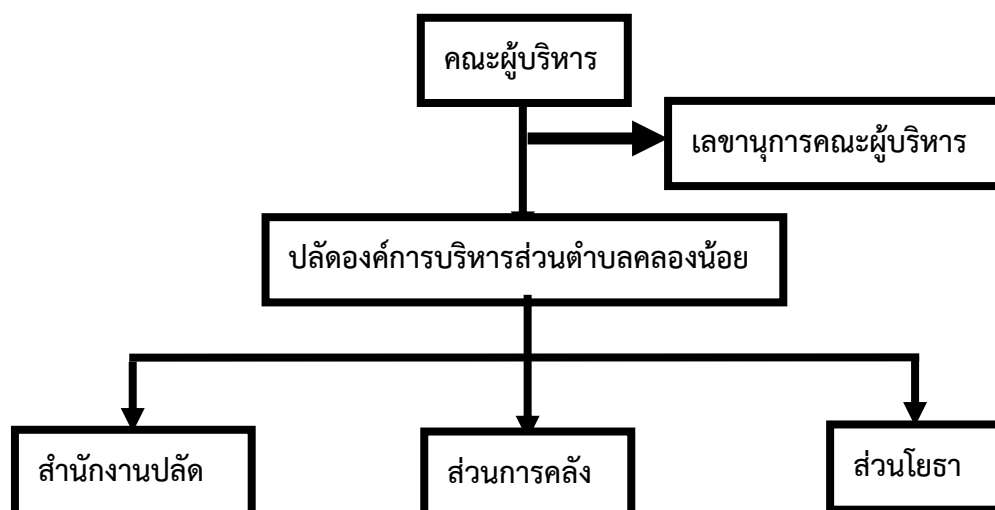 คณะผู้บริหาร
เลขานุการคณะผู้บริหาร
ปลัดองค์การบริหารส่วนตำบลคลองน้อย
สำนักงานปลัด
ส่วนการคลัง
ส่วนโยธา